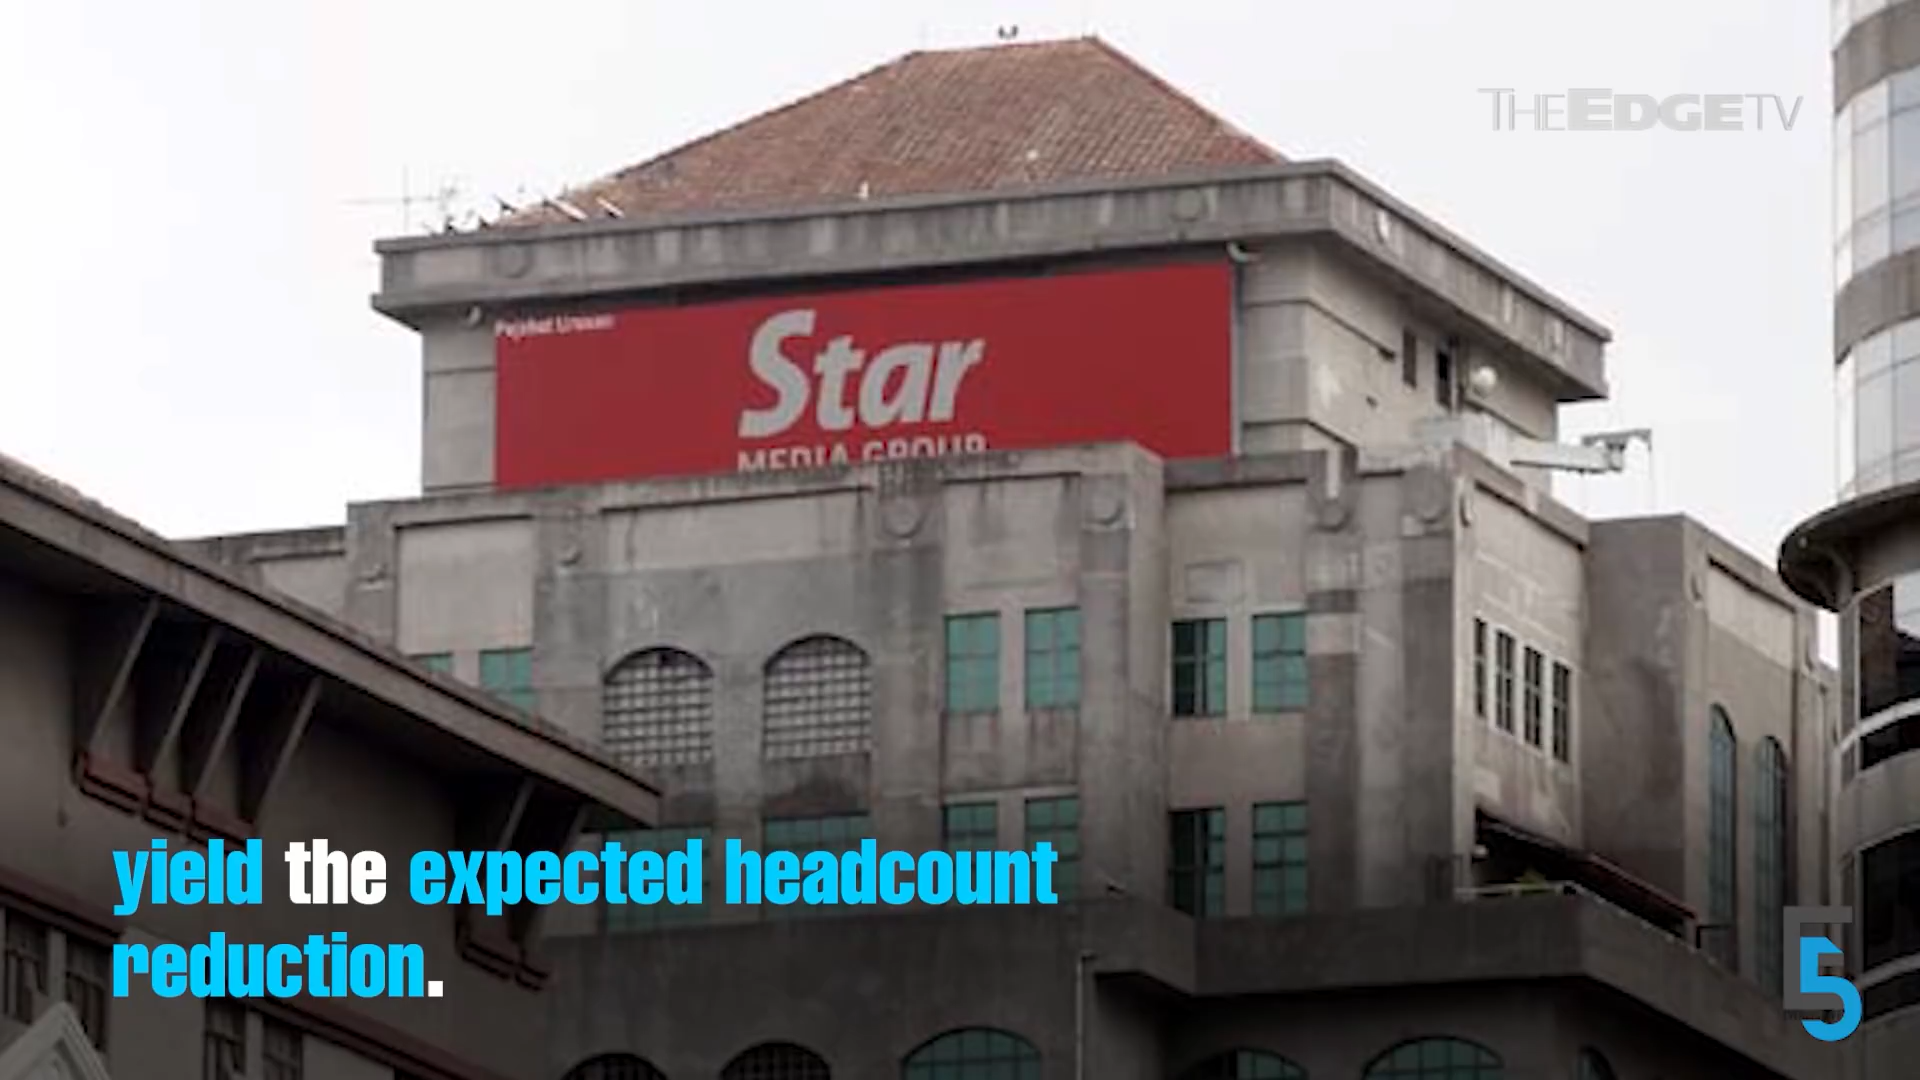 THEEDGETV
Pejabat Urusan
Star
MEDIA GROUP
yield the expected headcount
reduction.
5